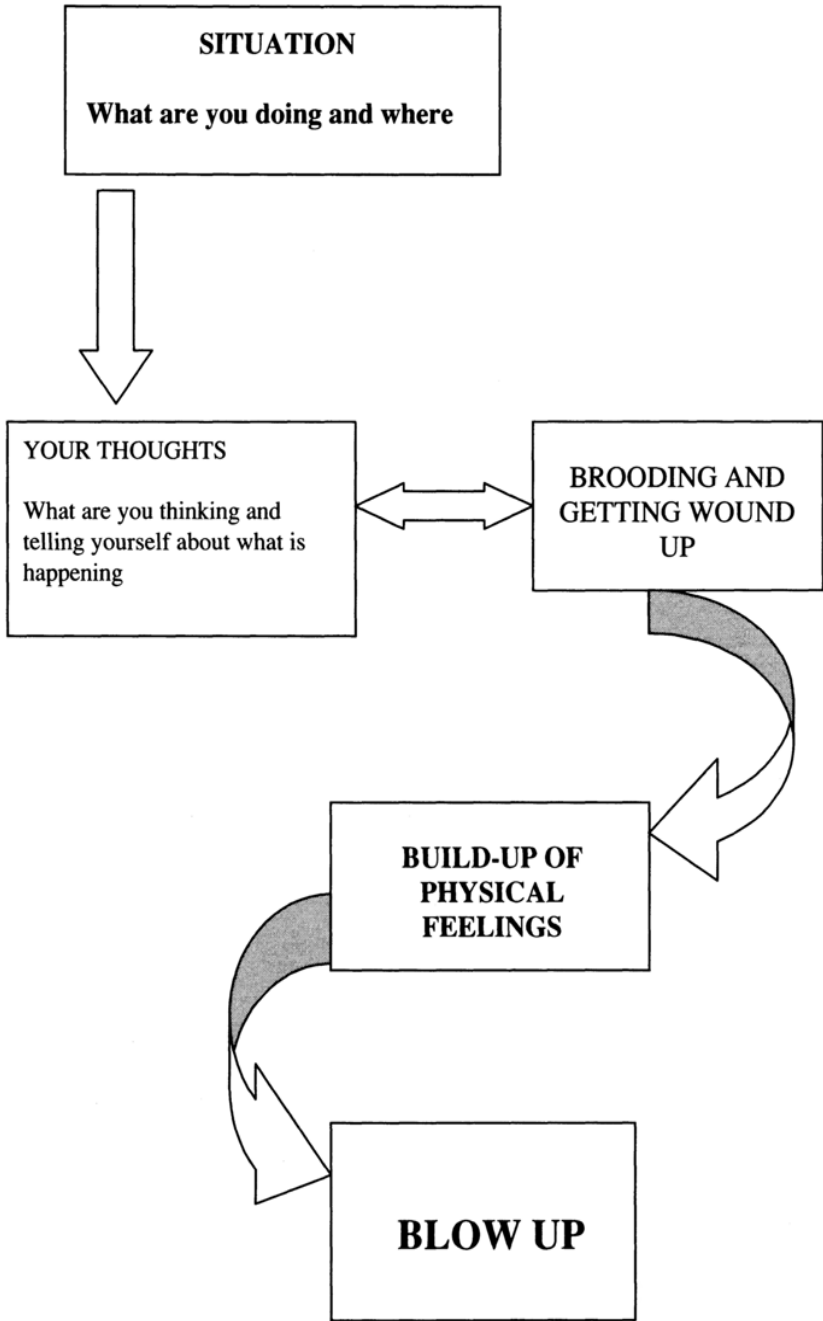 SITUATION
What are you doing and where
YOUR THOUGHTS
What are you thinking and
telling yourself about what is
happening
BROODING AND
GETTING WOUND
UP
BUILD-UP OF
PHYSICAL
FEELINGS
BLOW UP